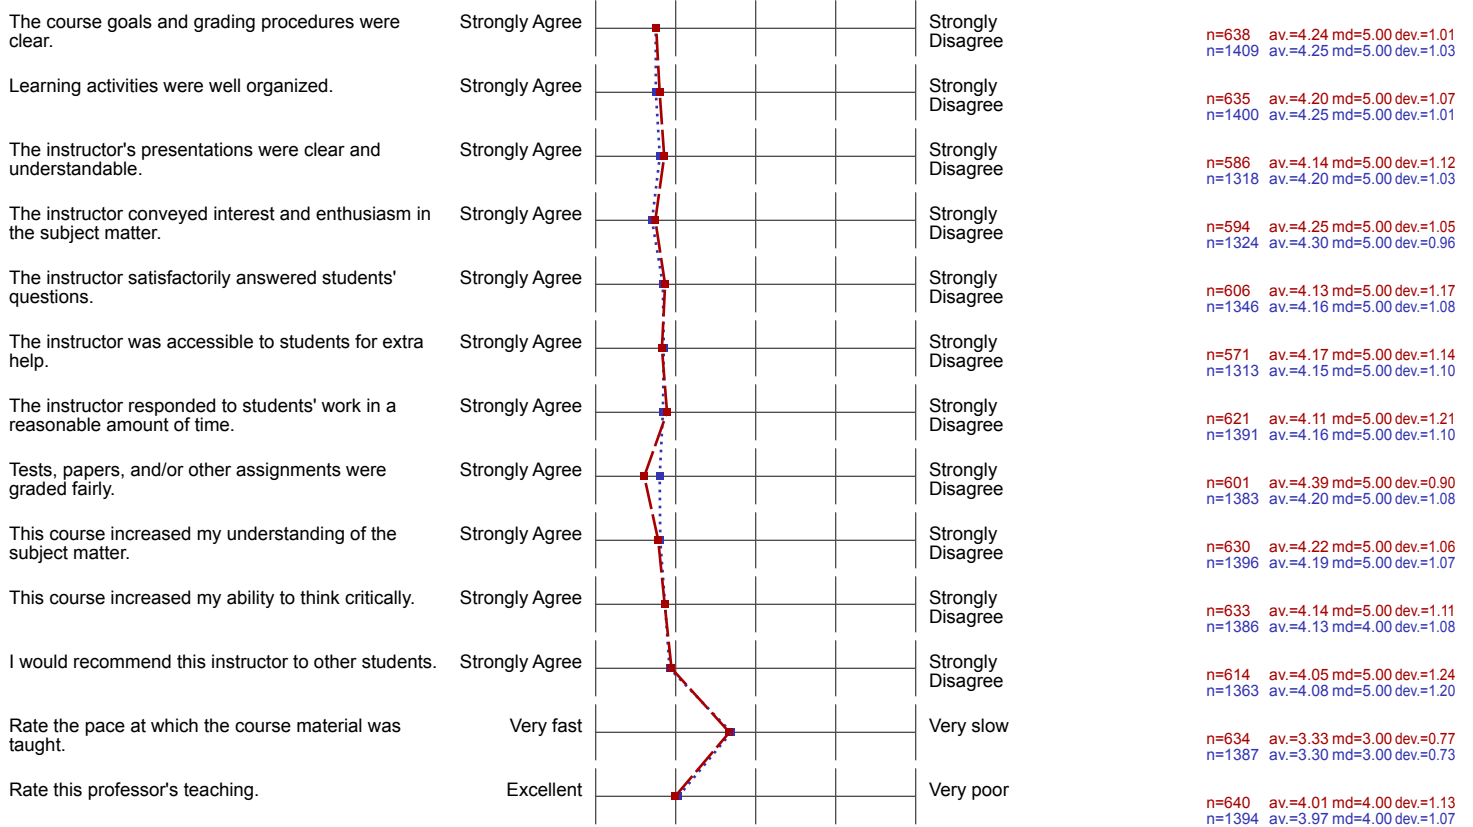 The course goals and grading procedures were
clear.
Strongly Agree
Strongly
Disagree
n=638 av.=4.24 md=5.00 dev.=1.01
n=1409 av.=4.25 md=5.00 dev.=1.03
Learning activities were well organized.
Strongly Agree
Strongly
Disagree
n=635 av.=4.20 md=5.00 dev.=1.07
n=1400 av.=4.25 md=5.00 dev.=1.01
The instructor's presentations were clear and
understandable.
Strongly Agree
Strongly
Disagree
n=586 av.=4.14 md=5.00 dev.=1.12
n=1318 av.=4.20 md=5.00 dev.=1.03
The instructor conveyed interest and enthusiasm in
the subject matter.
Strongly Agree
Strongly
Disagree
n=594 av.=4.25 md=5.00 dev.=1.05
n=1324 av.=4.30 md=5.00 dev.=0.96
The instructor satisfactorily answered students'
questions.
Strongly Agree
Strongly
Disagree
n=606 av.=4.13 md=5.00 dev.=1.17
n=1346 av.=4.16 md=5.00 dev.=1.08
The instructor was accessible to students for extra
help.
Strongly Agree
Strongly
Disagree
n=571 av.=4.17 md=5.00 dev.=1.14
n=1313 av.=4.15 md=5.00 dev.=1.10
The instructor responded to students' work in a
reasonable amount of time.
Strongly Agree
Strongly
Disagree
n=621 av.=4.11 md=5.00 dev.=1.21
n=1391 av.=4.16 md=5.00 dev.=1.10
Tests, papers, and/or other assignments were
graded fairly.
Strongly Agree
Strongly
Disagree
n=601 av.=4.39 md=5.00 dev.=0.90
n=1383 av.=4.20 md=5.00 dev.=1.08
This course increased my understanding of the
subject matter.
Strongly Agree
Strongly
Disagree
n=630 av.=4.22 md=5.00 dev.=1.06
n=1396 av.=4.19 md=5.00 dev.=1.07
This course increased my ability to think critically.
Strongly Agree
Strongly
Disagree
n=633 av.=4.14 md=5.00 dev.=1.11
n=1386 av.=4.13 md=4.00 dev.=1.08
I would recommend this instructor to other students.
Strongly Agree
Strongly
Disagree
n=614 av.=4.05 md=5.00 dev.=1.24
n=1363 av.=4.08 md=5.00 dev.=1.20
Rate the pace at which the course material was
taught.
Very fast
Very slow
n=634 av.=3.33 md=3.00 dev.=0.77
n=1387 av.=3.30 md=3.00 dev.=0.73
Rate this professor's teaching.
Excellent
Very poor
n=640 av.=4.01 md=4.00 dev.=1.13
n=1394 av.=3.97 md=4.00 dev.=1.07